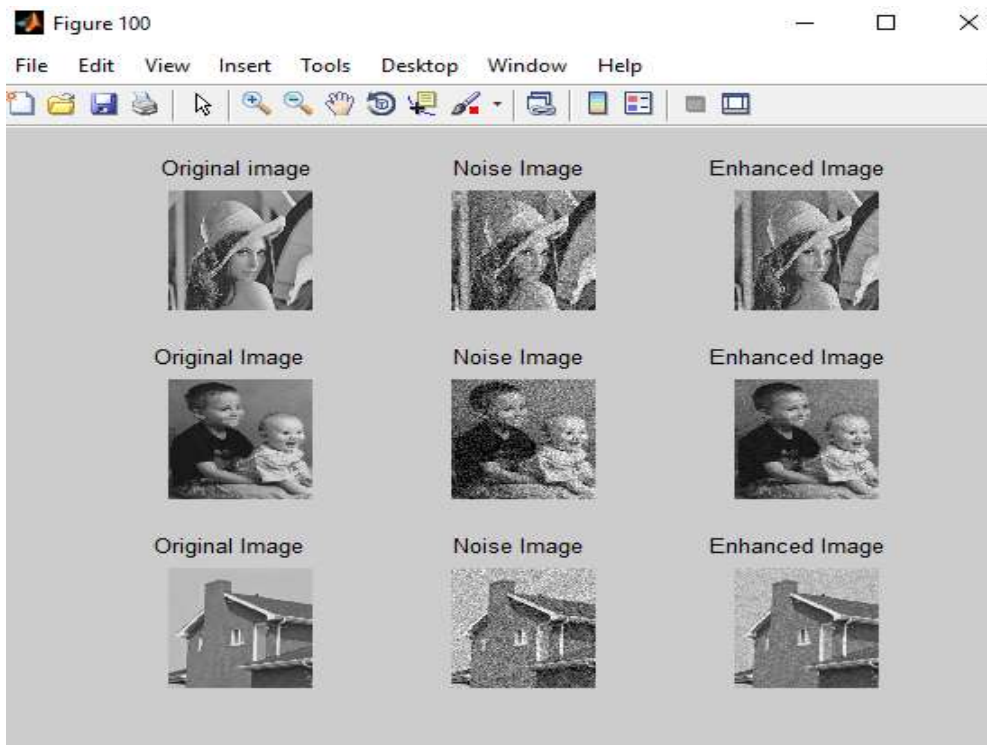 Figure 100
File Edit View Insert Tools Desktop Window Help
Original image Noise Image Enhanced Image
Original Image Noise Image Enhanced Image
Original Image Noise Image Enhanced Image